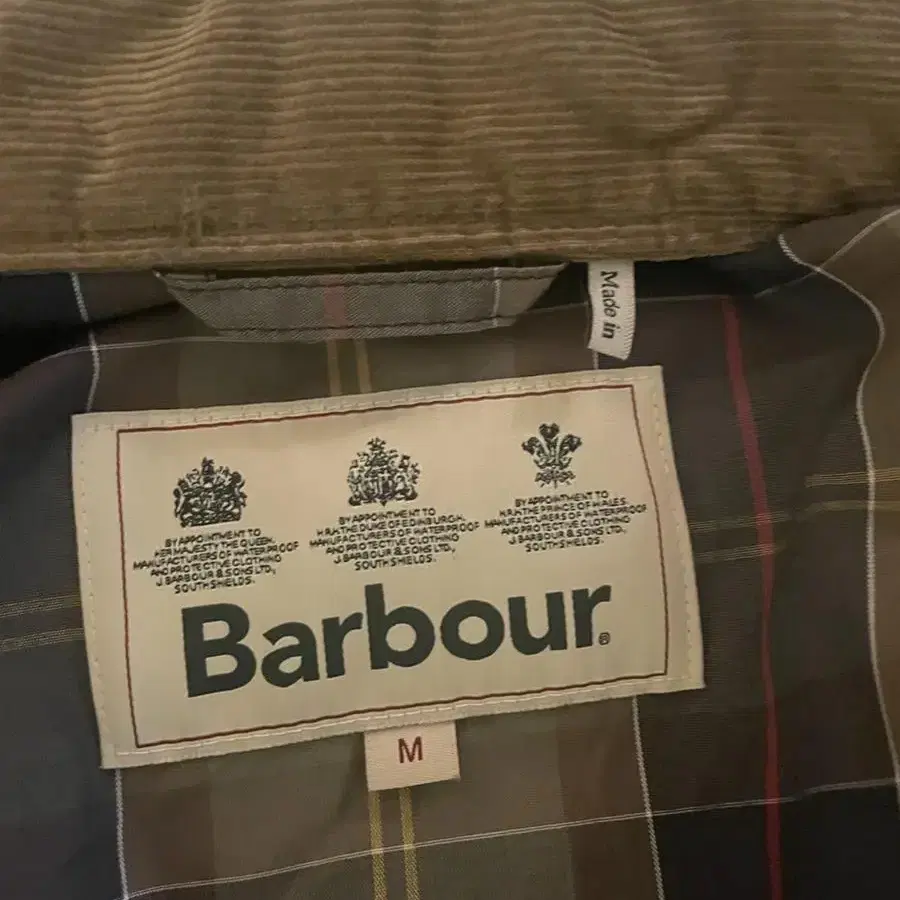 Made in
BY APPOINTMENT TO
HER MAJESTY THE QUEEN,
MANUFACTURERS OF WATERPROOF
AND PROTECTIVE CLOTHING
J. BARBOUR & SONS LTD.,
SOUTH SHIELDS.
BY APPOINTMENT TO
H.R.H. THE DUKE OF EDINBURGH,
MANUFACTURERS OF WATERPROOF
AND PROTECTIVE CLOTHING
J. BARBOUR & SONS LTD.,
SOUTH SHIELDS.
BY APPOINTMENT TO
H.R.H. THE PRINCE OF WALES,
MANUFACTURERS OF WATERPROOF
AND PROTECTIVE CLOTHING
J. BARBOUR & SONS LTD.,
SOUTH SHIELDS.
Barbour®
M